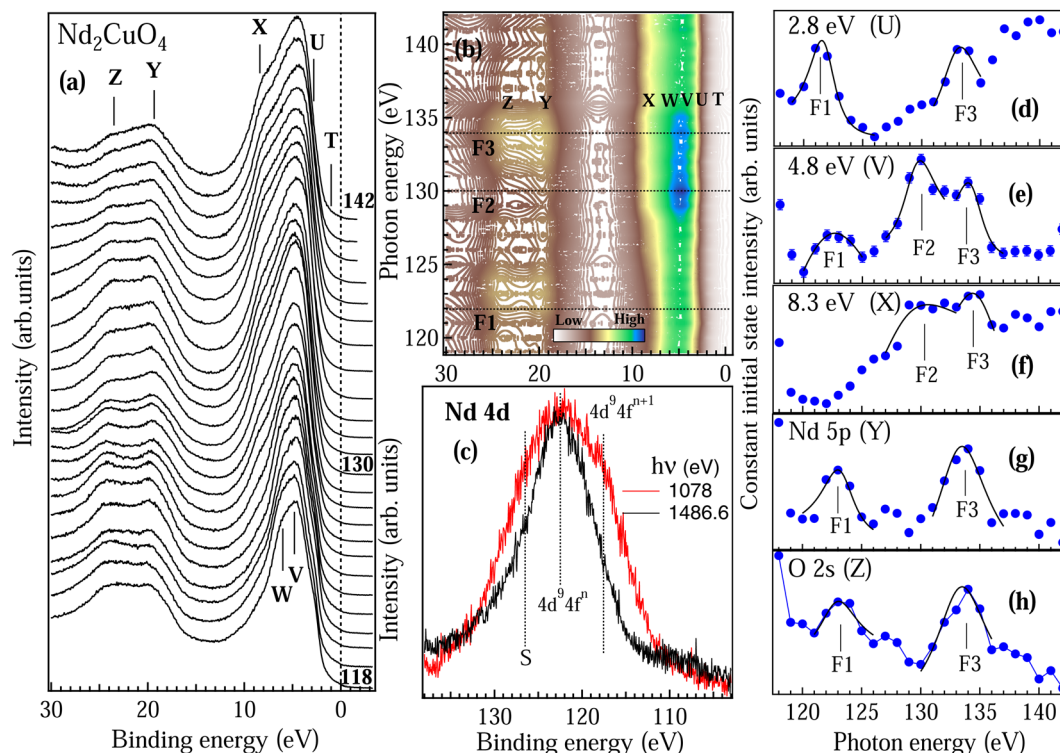 Nd₂CuO₄
(a)
Z
Y
X
U
T
142
130
W
V
118
Intensity (arb.units)
30
20
10
0
Binding energy (eV)
(b)
Z
Y
X W V U T
F3
F2
F1
Low
High
Photon energy (eV)
140
135
130
125
120
30
20
10
0
Nd 4d
(c)
4d⁹4fⁿ⁺¹
hν
(eV)
1078
1486.6
4d⁹4fⁿ
S
Intensity (arb. units)
130
120
110
Binding energy (eV)
Constant initial state intensity (arb. units)
2.8 eV (U)
F1
F3
(d)
4.8 eV (V)
F1
F2
F3
(e)
8.3 eV (X)
F2
F3
(f)
Nd 5p (Y)
F1
F3
(g)
O 2s (Z)
F1
F3
(h)
120
125
130
135
140
Photon energy (eV)